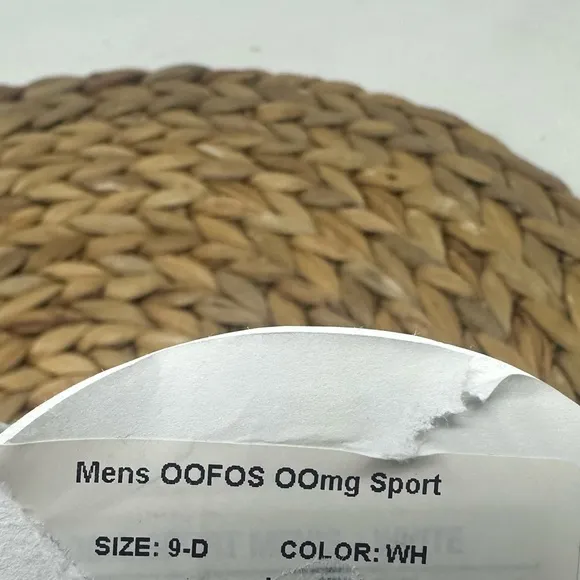 Mens OOFOS OOmg Sport
SIZE: 9-D COLOR: WH